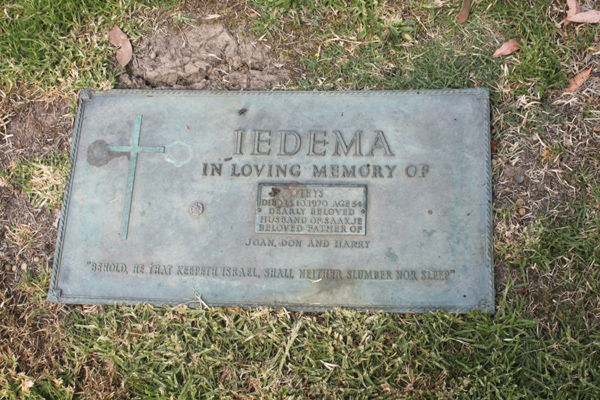 IEDEMA
IN LOVING MEMORY OF
DIED 15.10.1970 AGE 54
DEARLY BELOVED
HUSBAND OF SAAKJE
BELOVED FATHER OF
JOAN, DON AND HARRY
"BEHOLD, HE THAT KEEPETH ISRAEL, SHALL NEITHER SLUMBER NOR SLEEP"